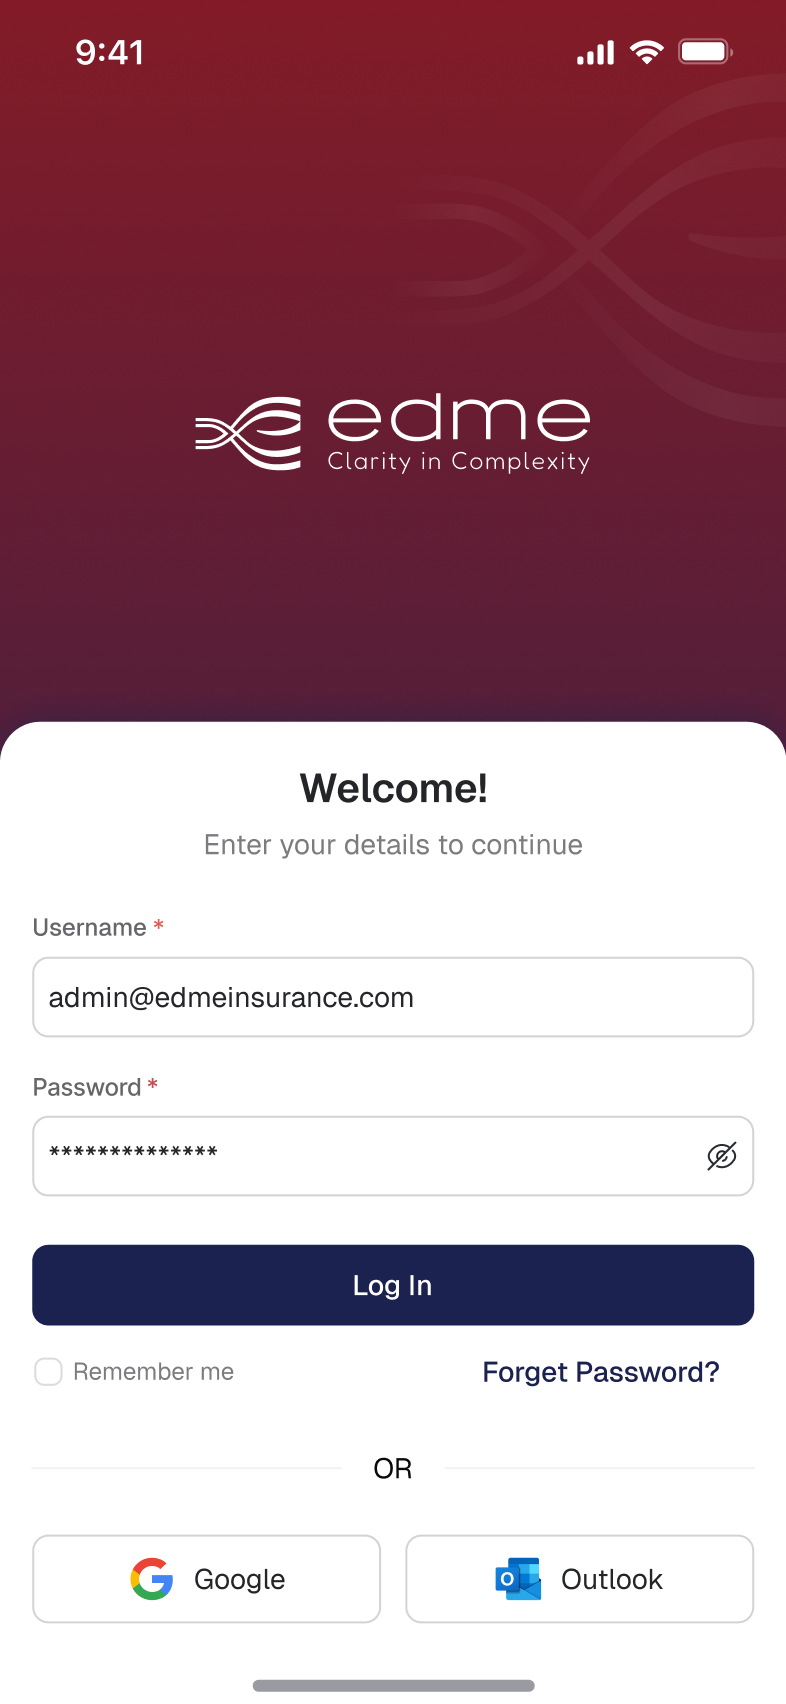 9:41
edme
Clarity in Complexity
Welcome!
Enter your details to continue
Username *
admin@edmeinsurance.com
Password *
**************
Log In
Remember me
Forget Password?
OR
Google
Outlook